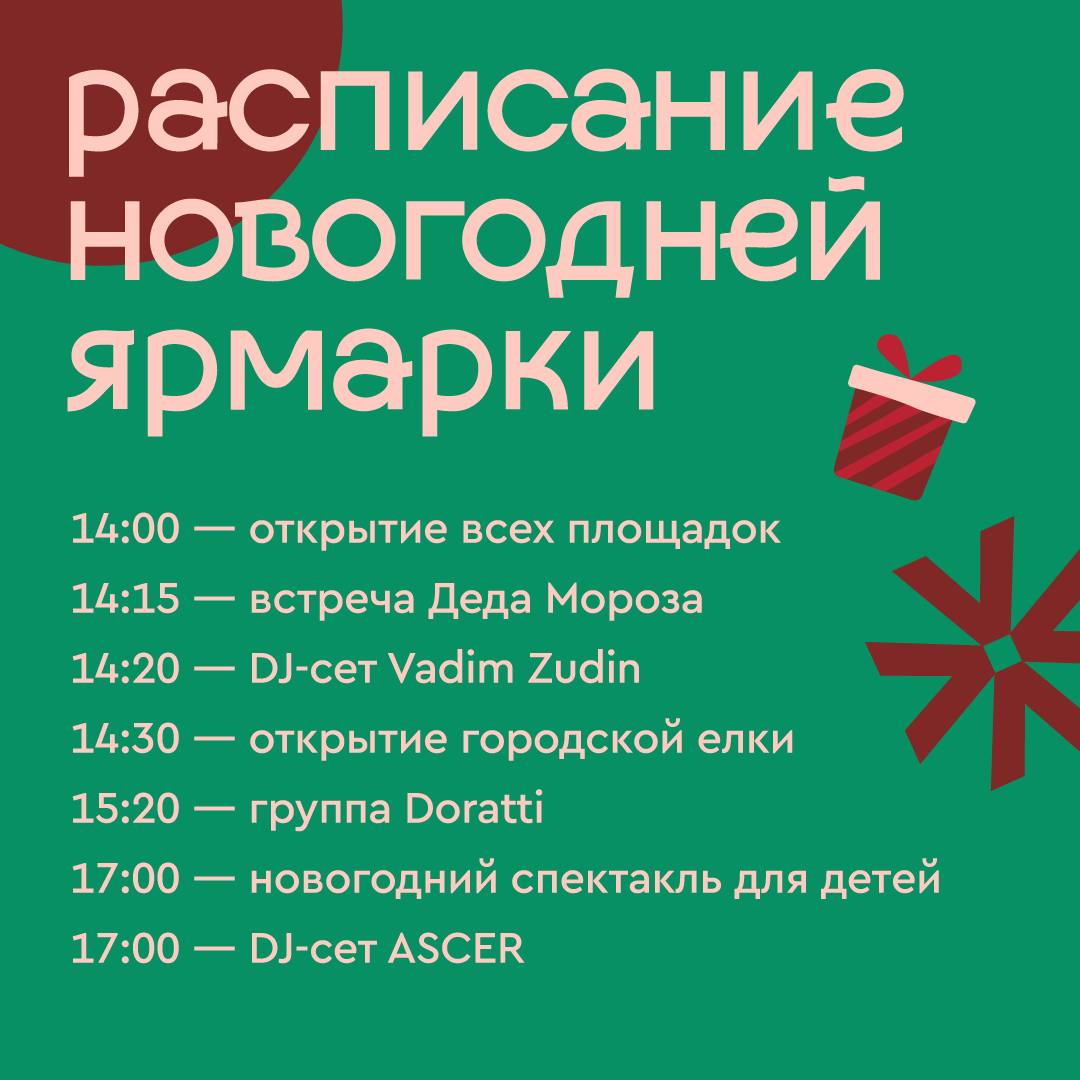 расписание
новогодней
ярмарки
14:00 — открытие всех площадок
14:15 — встреча Деда Мороза
14:20 — DJ-сет Vadim Zudin
14:30 — открытие городской елки
15:20 — группа Doratti
17:00 — новогодний спектакль для детей
17:00 — DJ-сет ASCER